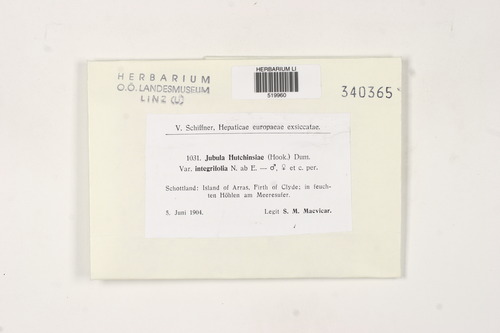 HERBARIUM
O.Ö. LANDESMUSEUM
LINZ (L)
HERBARIUM LI
519960
340365
V. Schiffner, Hepaticae europaeae exsiccatae.
1031. Jubula Hutchinsiae (Hook.) Dum.
Var. integrifolia N. ab E. — ♂, ♀ et c. per.
Schottland: Island of Arras, Firth of Clyde; in feuch-
ten Höhlen am Meeresufer.
5. Juni 1904.    Legit S. M. Macvicar.